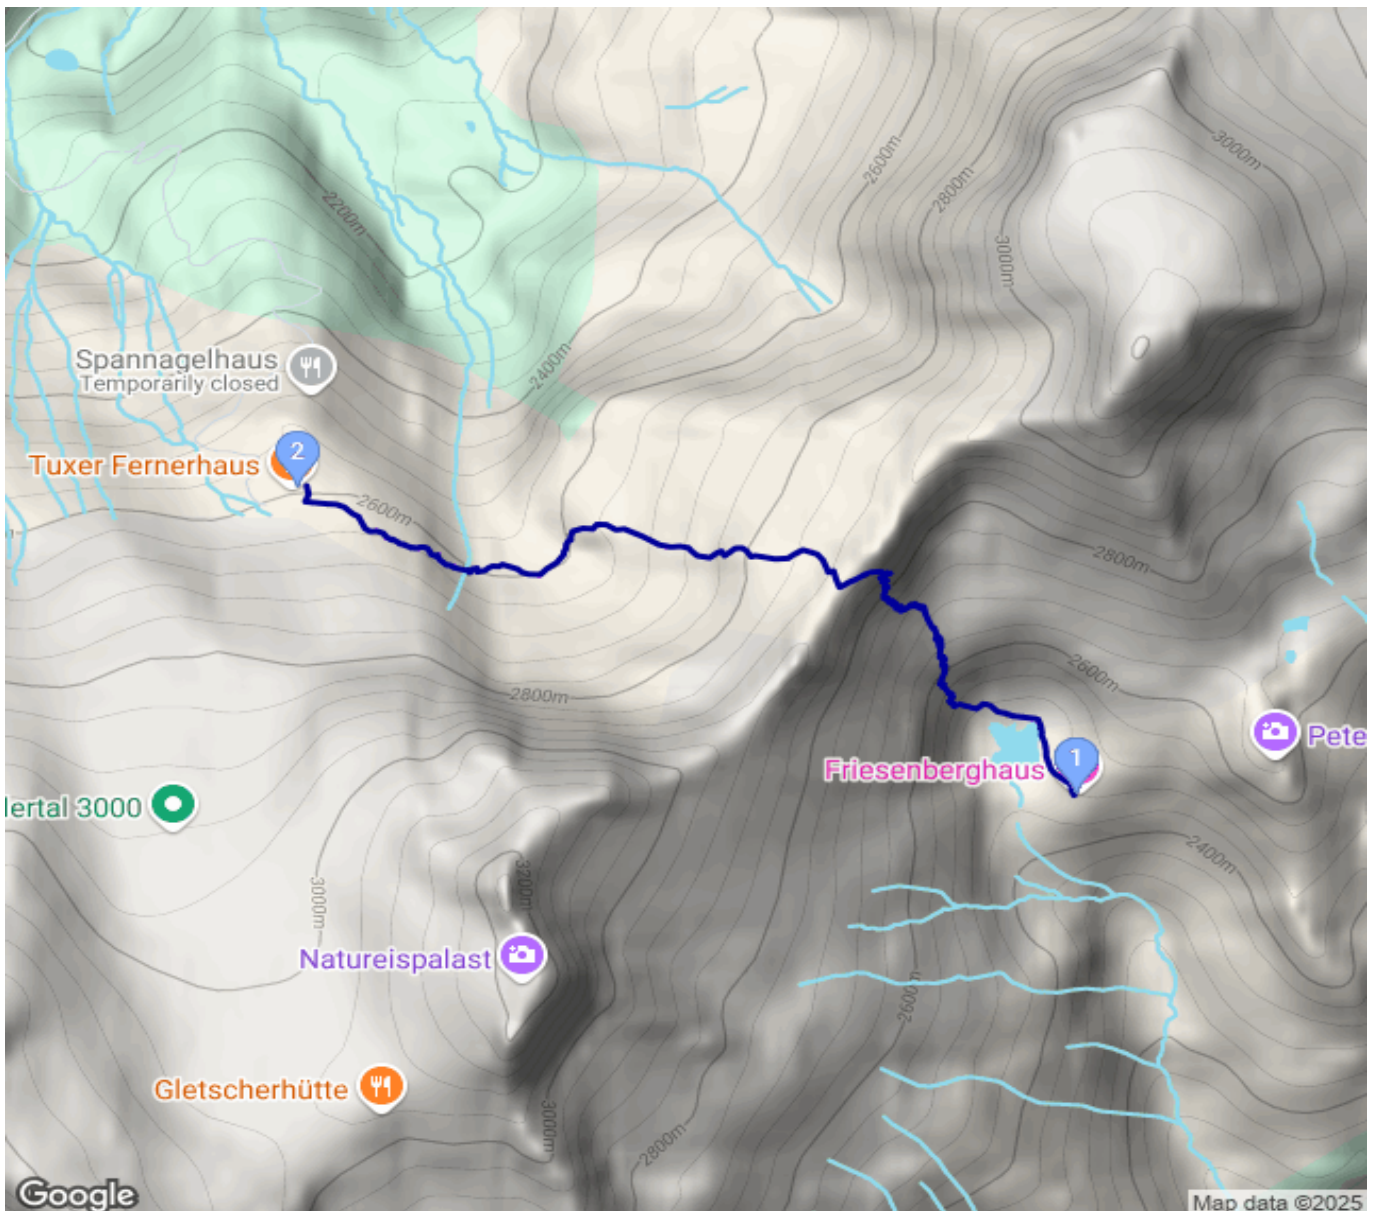 2600m
3000m
2800m
2200m
3000m
2400m
Spannagelhaus
Temporarily closed
2
Tuxer Fernerhaus
2600m
2800m
2600m
2800m
1
Friesenberghaus
Pete
lertal 3000
2400m
3200m
3000m
Natureispalast
2600m
Gletscherhütte
3000m
2800m
Google
Map data ©2025